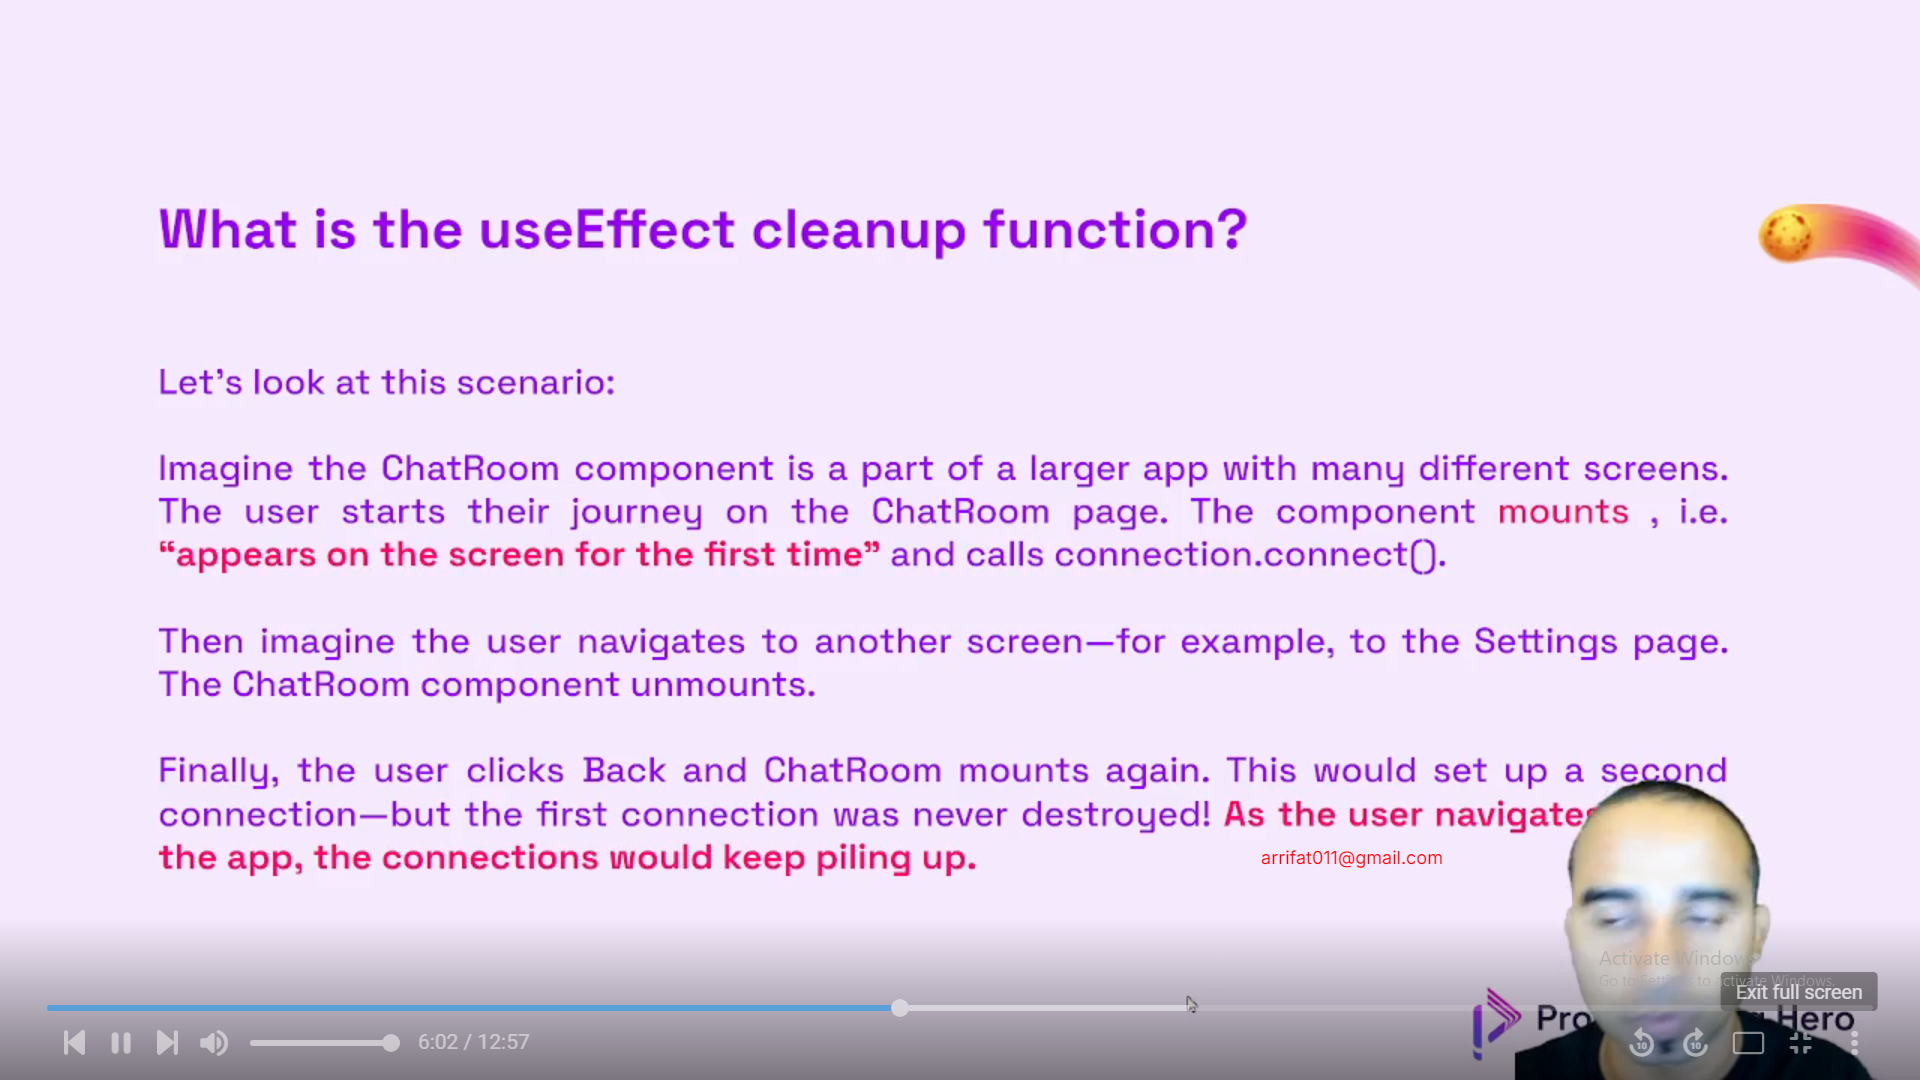 What is the useEffect cleanup function?
Let's look at this scenario:
Imagine the ChatRoom component is a part of a larger app with many different screens.
The user starts their journey on the ChatRoom page. The component mounts , i.e.
“appears on the screen for the first time” and calls connection.connect().
Then imagine the user navigates to another screen—for example, to the Settings page.
The ChatRoom component unmounts.
Finally, the user clicks Back and ChatRoom mounts again. This would set up a second
connection—but the first connection was never destroyed! As the user navigates
the app, the connections would keep piling up.
arrifat011@gmail.com
Activate Windows
Go to Settings to activate Windows.
Exit full screen
Hero
6:02 / 12:57
10
10